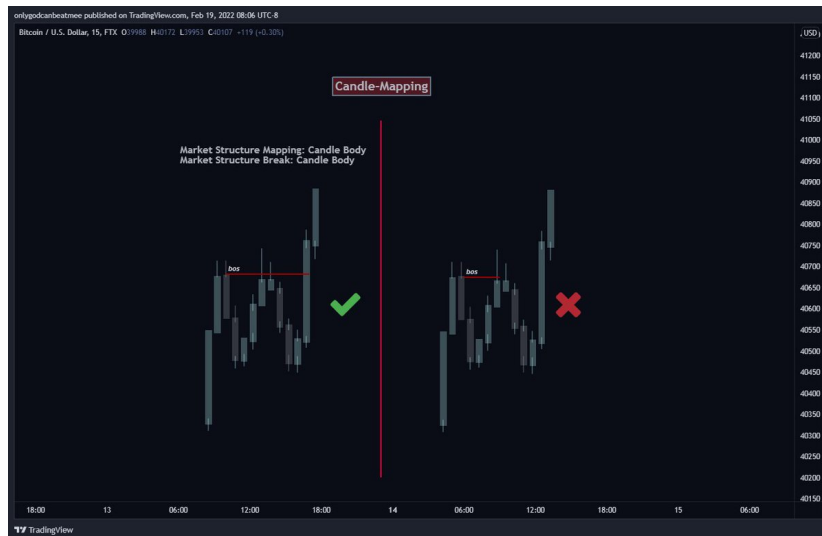 onlygodcanbeatmee published on TradingView.com, Feb 19, 2022 08:06 UTC-8
Bitcoin / U.S. Dollar, 15, FTX O39988 H40172 L39953 C40107 +119 (+0.30%)
USD
Candle-Mapping
Market Structure Mapping: Candle Body
Market Structure Break: Candle Body
bos
bos
41200
41150
41100
41050
41000
40950
40900
40850
40800
40750
40700
40650
40600
40550
40500
40450
40400
40350
40300
40250
40200
40150
18:00 13 06:00 12:00 18:00 14 06:00 12:00 18:00 15 06:00
TradingView